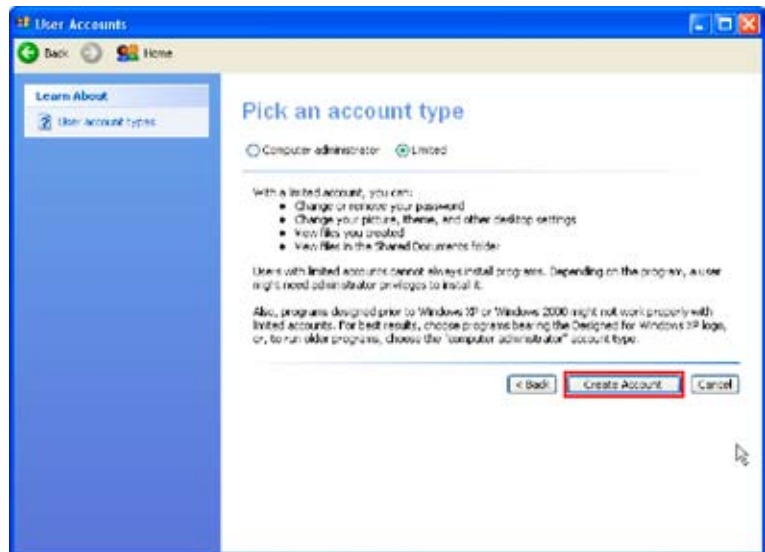 User Accounts
Back Home
Learn About
User account types
Pick an account type
Computer administrator Limited
With a limited account, you can:
• Change or remove your password
• Change your picture, theme, and other desktop settings
• View files you created
• View files in the Shared Documents folder
Users with limited accounts cannot always install programs. Depending on the program, a user
might need administrator privileges to install it.
Also, programs designed prior to Windows XP or Windows 2000 might not work properly with
limited accounts. For best results, choose programs bearing the Designed for Windows XP logo,
or, to run older programs, choose the "computer administrator" account type.
< Back Create Account Cancel